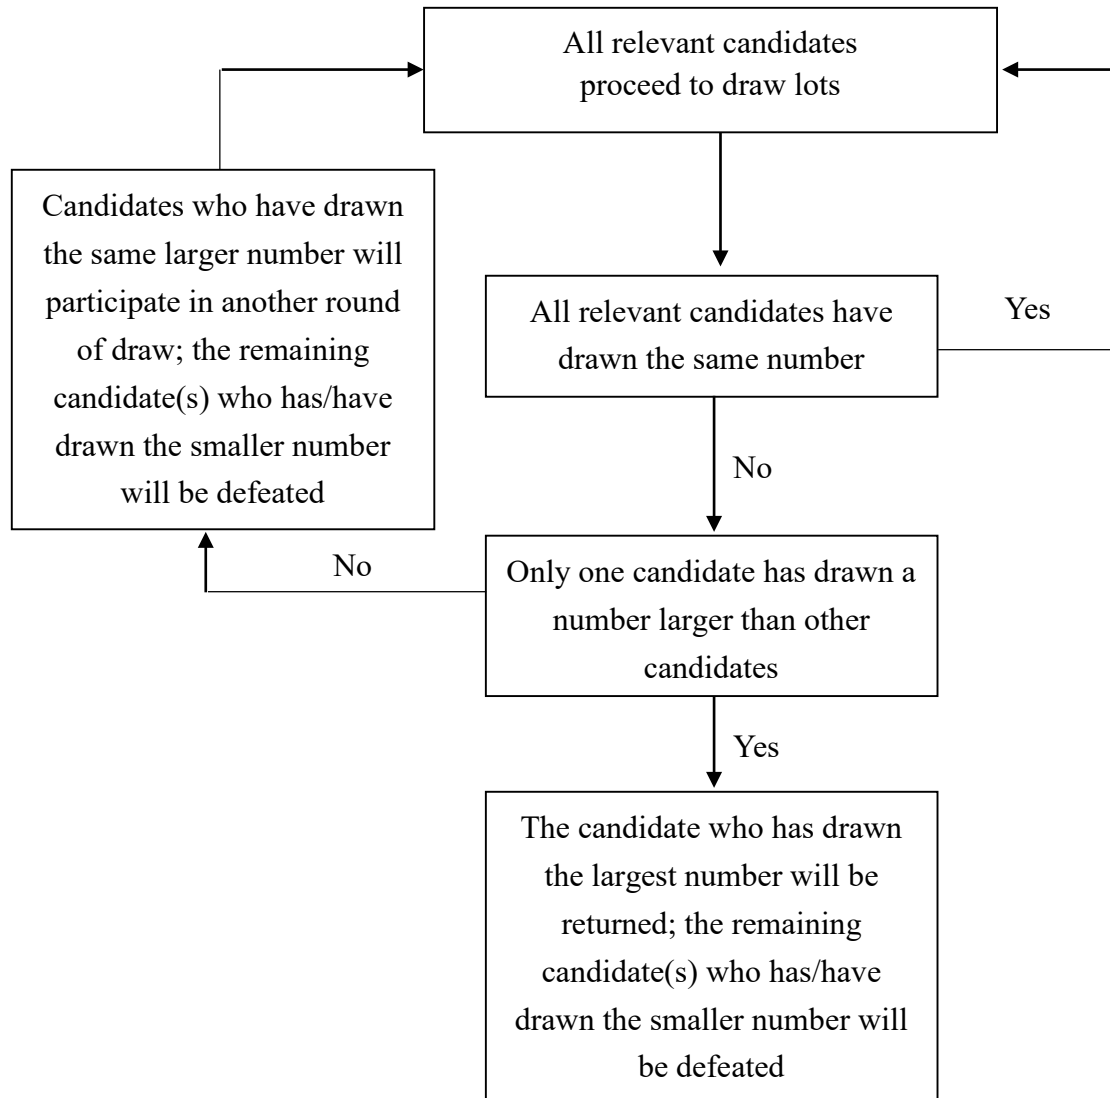 All relevant candidates
proceed to draw lots
Candidates who have drawn
the same larger number will
participate in another round
of draw; the remaining
candidate(s) who has/have
drawn the smaller number
will be defeated
All relevant candidates have
drawn the same number
Yes
No
Only one candidate has drawn a
number larger than other
candidates
No
Yes
The candidate who has drawn
the largest number will be
returned; the remaining
candidate(s) who has/have
drawn the smaller number will
be defeated